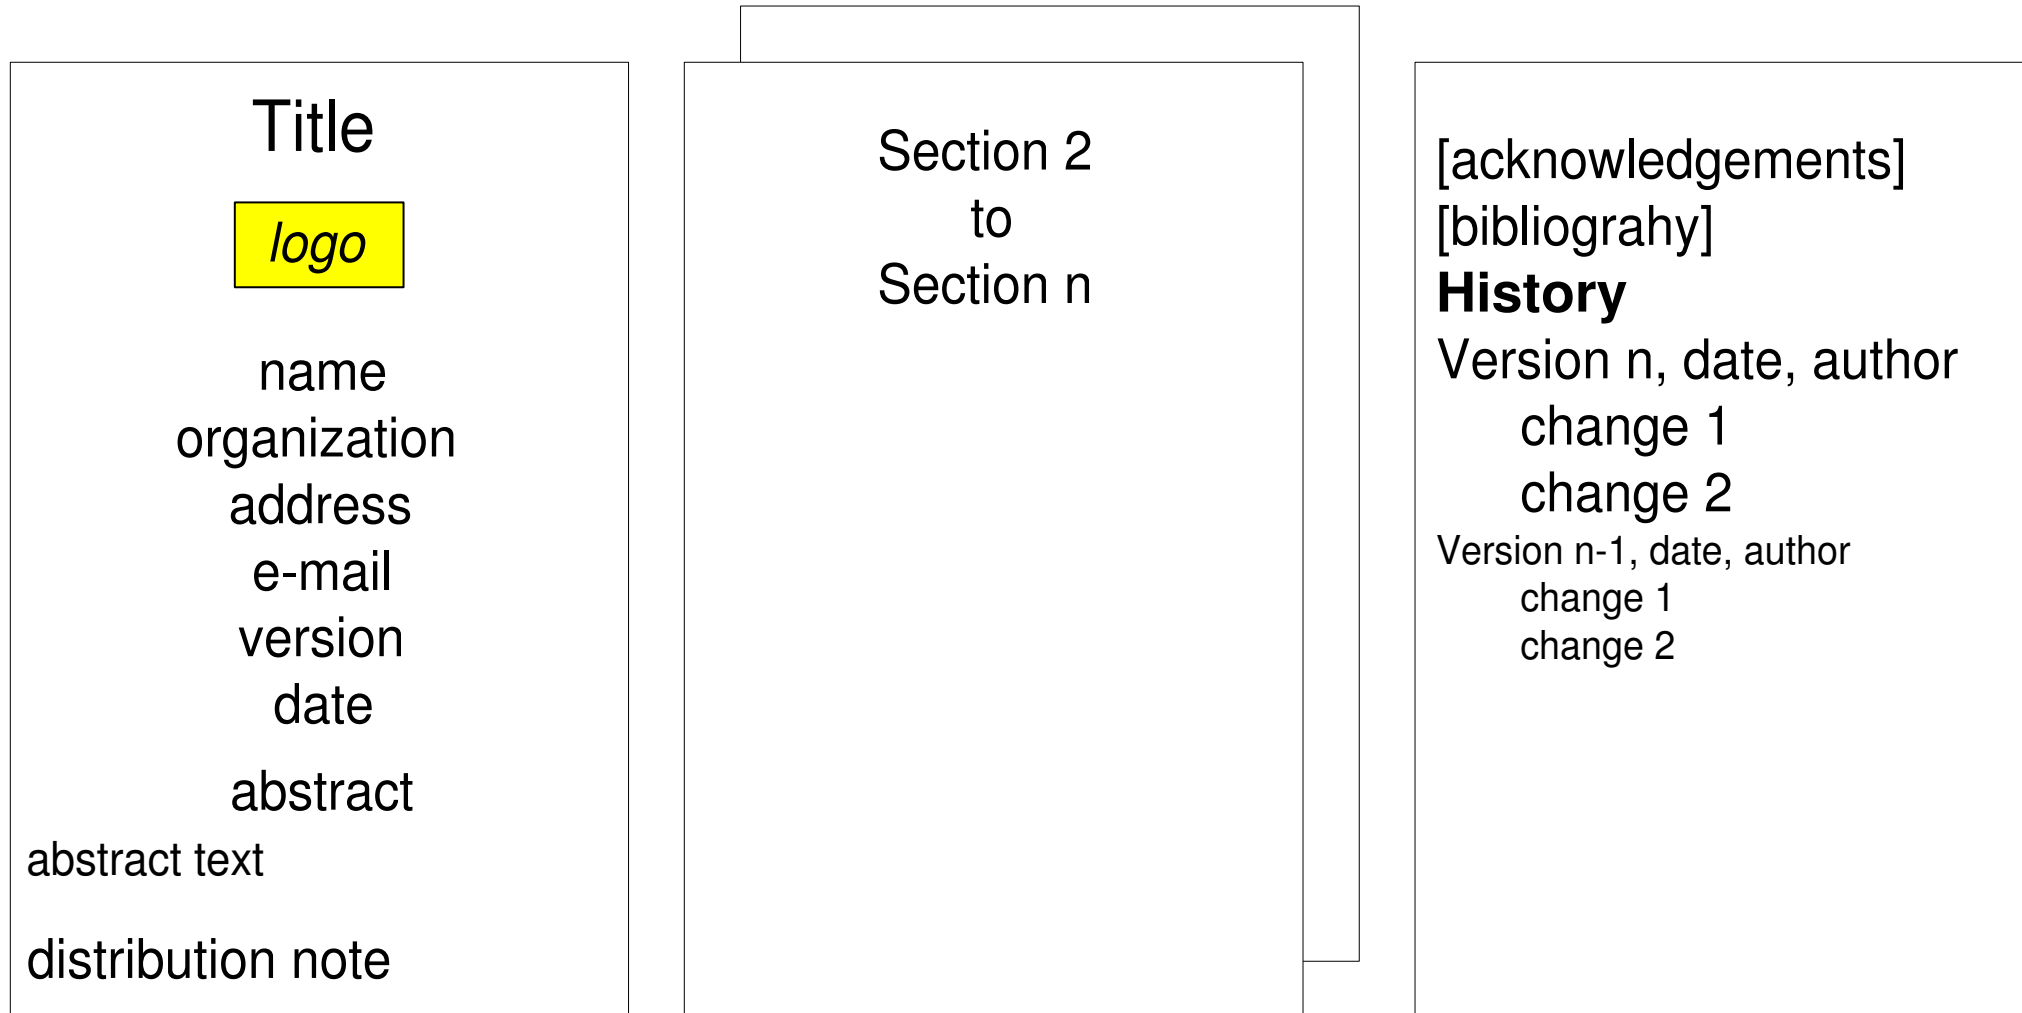 Title
logo
name
organization
address
e-mail
version
date
abstract
abstract text
distribution note
Section 2
to
Section n
[acknowledgements]
[bibliograhy]
History
Version n, date, author
change 1
change 2
Version n-1, date, author
change 1
change 2